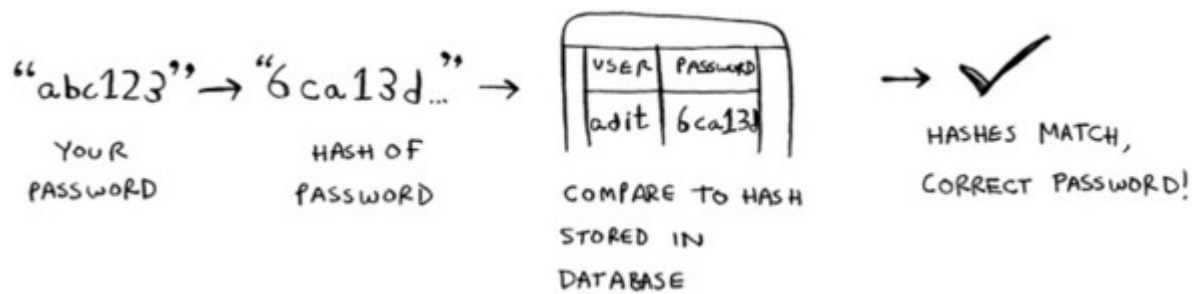 “abc123” → “6ca13d...” →
YOUR
PASSWORD
HASH OF
PASSWORD
USER PASSWORD
adit 6ca13d
COMPARE TO HASH
STORED IN
DATABASE
→ ✓
HASHES MATCH,
CORRECT PASSWORD!